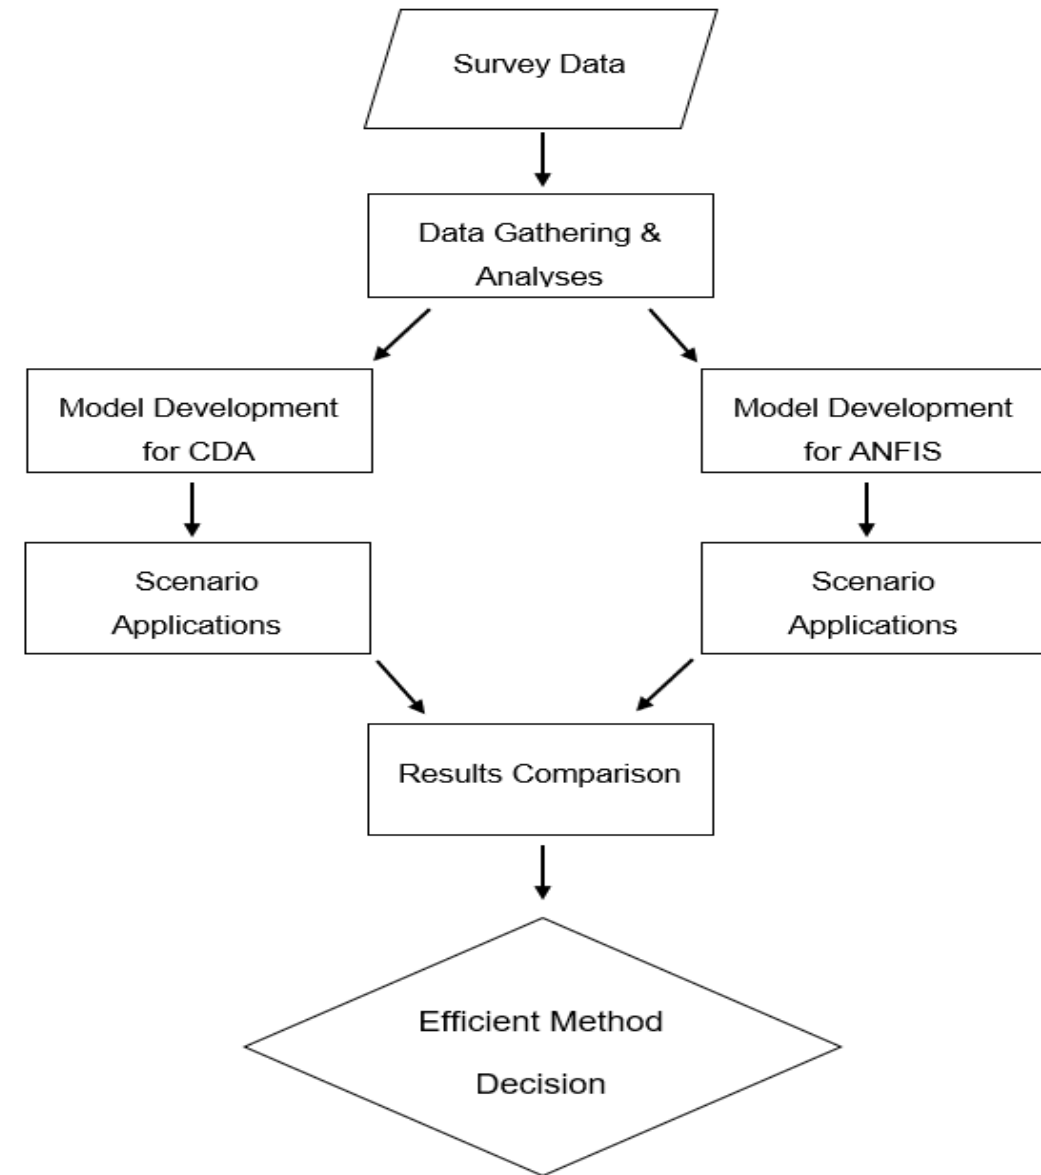 Survey Data
Data Gathering &
Analyses
Model Development
for CDA
Model Development
for ANFIS
Scenario
Applications
Scenario
Applications
Results Comparison
Efficient Method
Decision